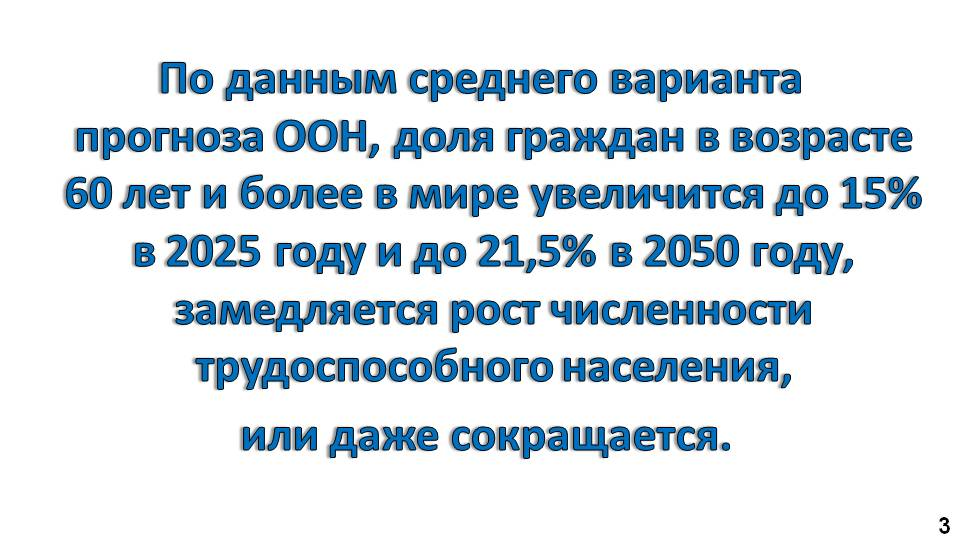 По данным среднего варианта
прогноза ООН, доля граждан в возрасте
60 лет и более в мире увеличится до 15%
в 2025 году и до 21,5% в 2050 году,
замедляется рост численности
трудоспособного населения,
или даже сокращается.
3